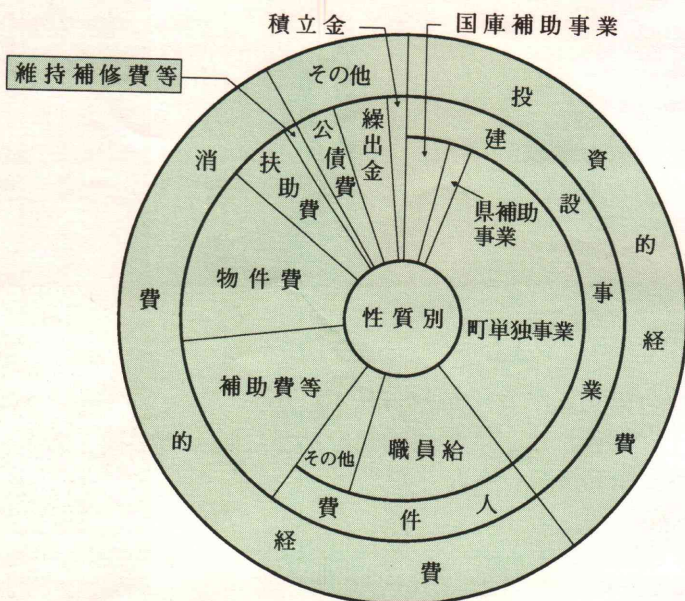 積立金
国庫補助事業
維持補修費等
その他
投資的経費
消費的経費
建設事業
繰出金
公債費
扶助費
県補助
事業
物件費
性質別
町単独事業
補助費等
その他
職員給
人件費